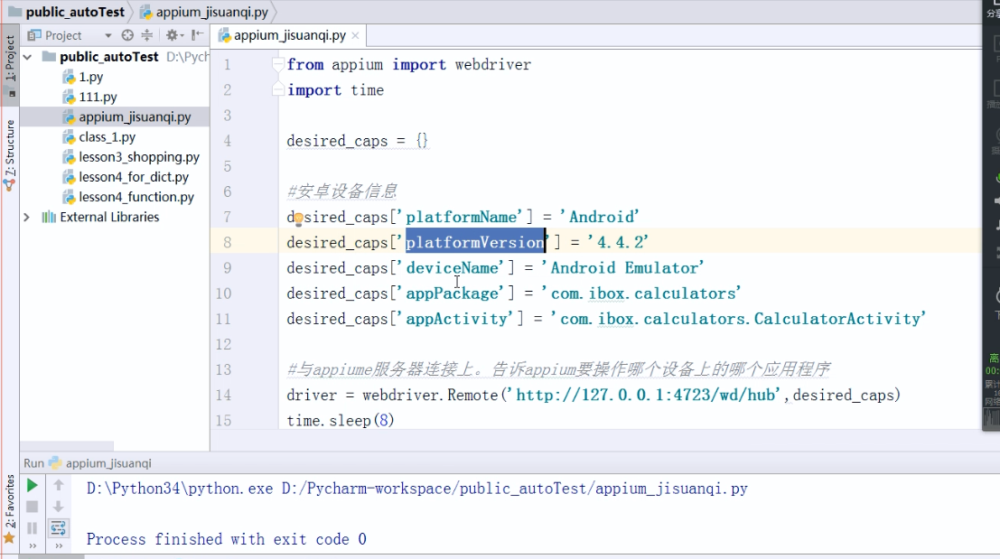 public_autoTest appium_jisuanqi.py
Project
appium_jisuanqi.py
1: Project
7: Structure
2: Favorites
public_autoTest D:\Pych
1.py
111.py
appium_jisuanqi.py
class_1.py
lesson3_shopping.py
lesson4_for_dict.py
lesson4_function.py
External Libraries
1 from appium import webdriver
2 import time
3
4 desired_caps = {}
5
6 #安卓设备信息
7 desired_caps['platformName'] = 'Android'
8 desired_caps['platformVersion'] = '4.4.2'
9 desired_caps['deviceName'] = 'Android Emulator'
10 desired_caps['appPackage'] = 'com.ibox.calculators'
11 desired_caps['appActivity'] = 'com.ibox.calculators.CalculatorActivity'
12
13 #与appiume服务器连接上。告诉appium要操作哪个设备上的哪个应用程序
14 driver = webdriver.Remote('http://127.0.0.1:4723/wd/hub',desired_caps)
15 time.sleep(8)
Run appium_jisuanqi
D:\Python34\python.exe D:/Pycharm-workspace/public_autoTest/appium_jisuanqi.py
Process finished with exit code 0